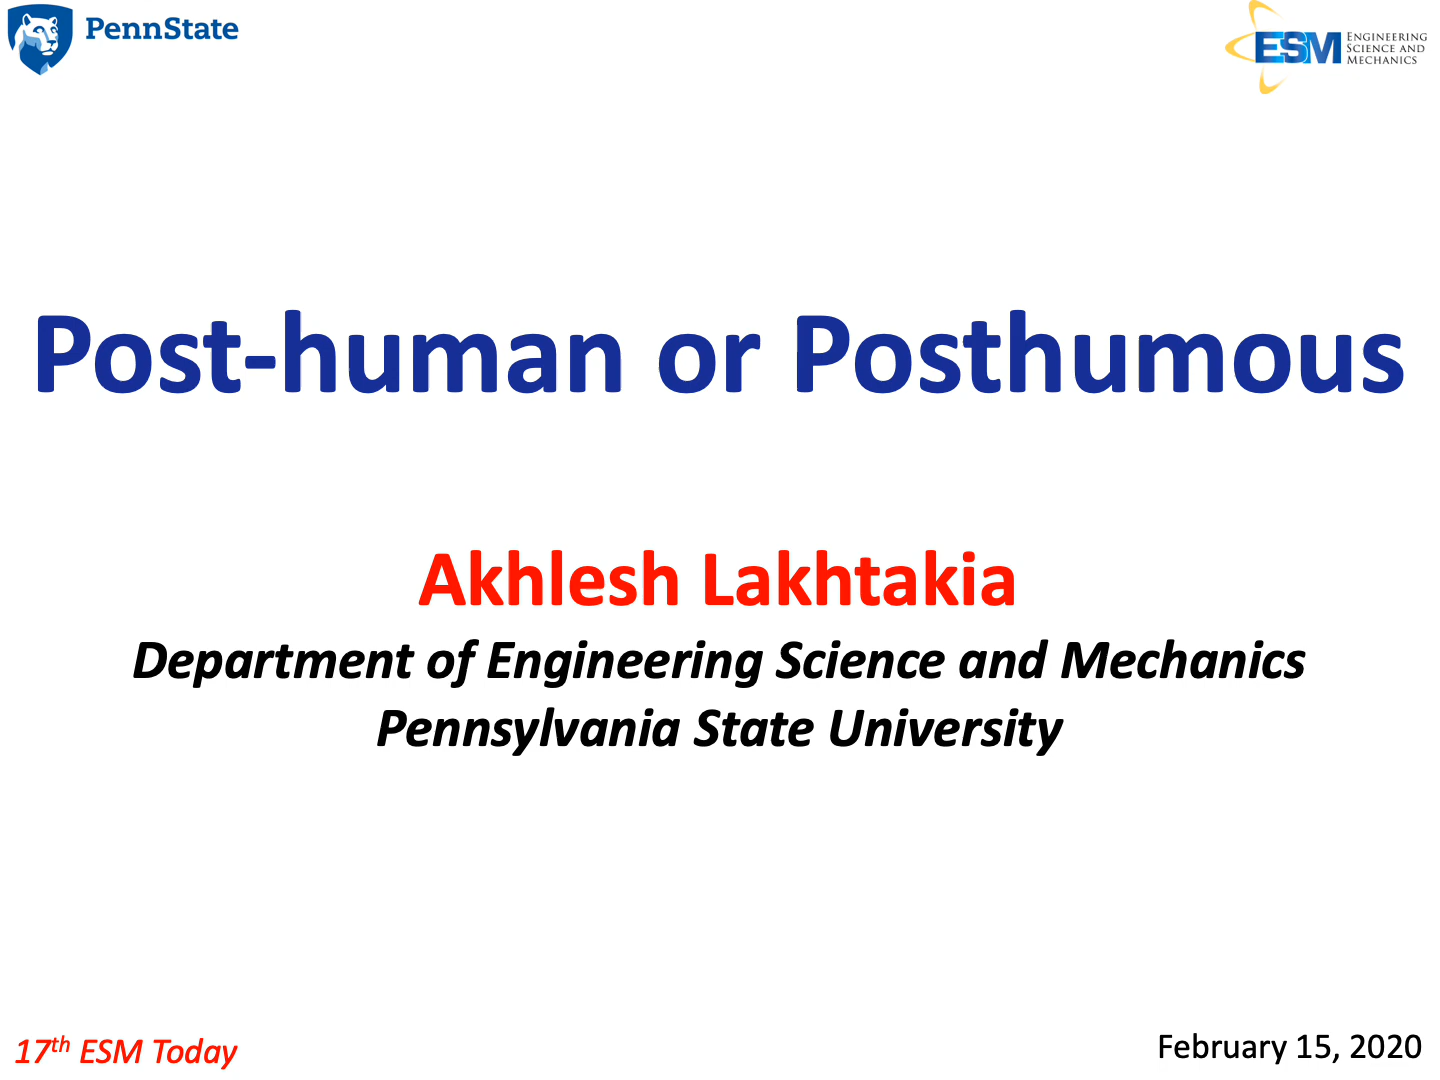 PennState
ESM
ENGINEERING
SCIENCE AND
MECHANICS
Post-human or Posthumous
Akhlesh Lakhtakia
Department of Engineering Science and Mechanics
Pennsylvania State University
17th ESM Today
February 15, 2020